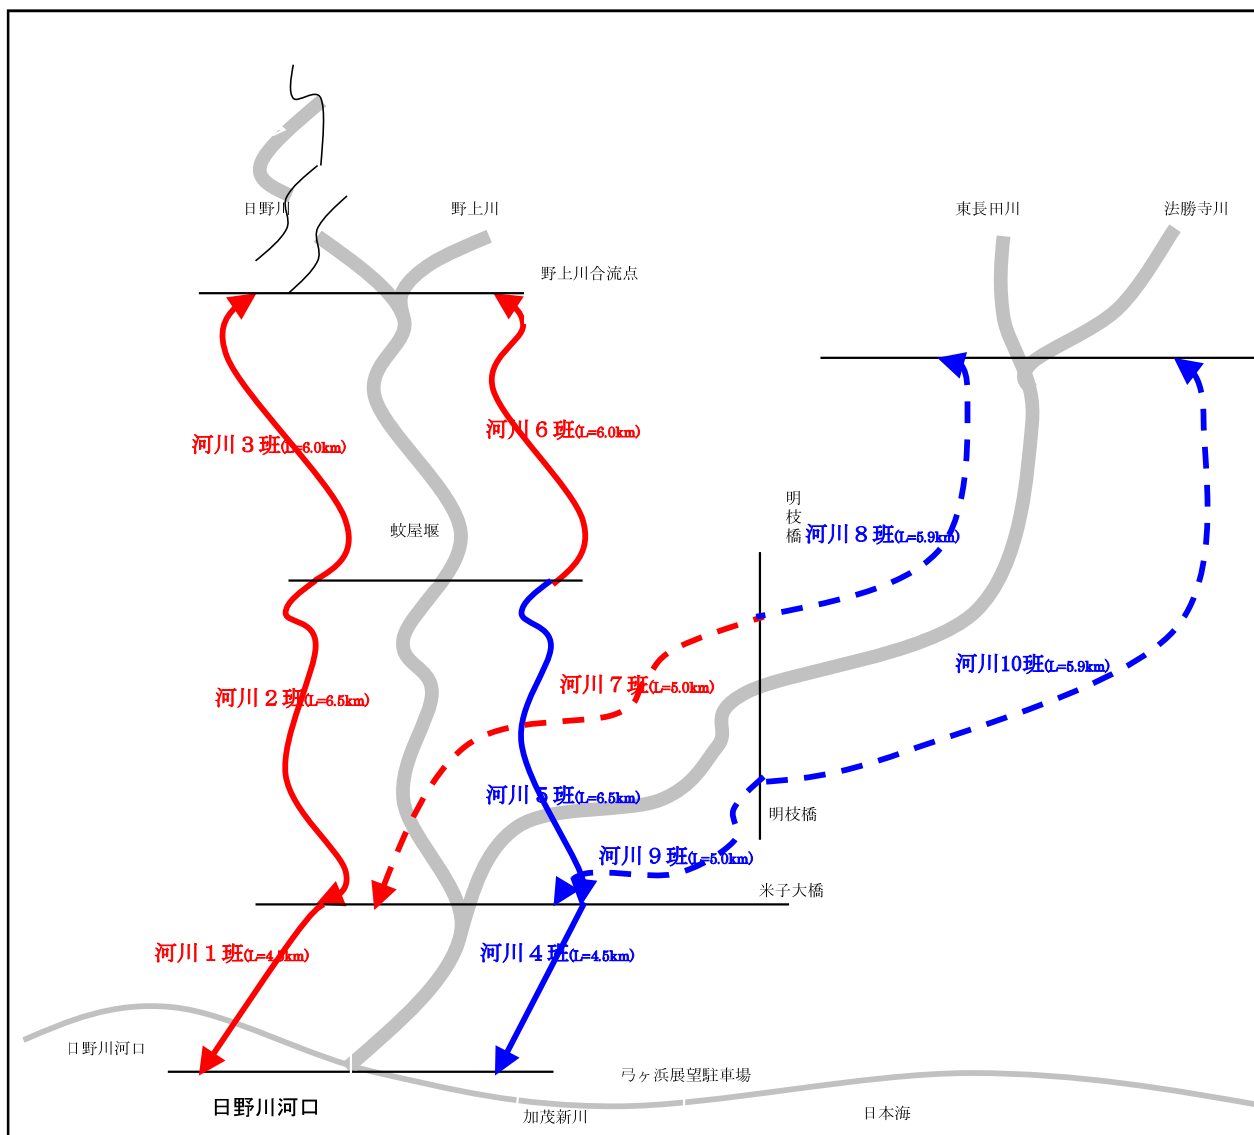 日野川
野上川
東長田川
法勝寺川
野上川合流点
河川３班(L=6.0km)
河川６班(L=6.0km)
明枝橋
蚊屋堰
河川８班(L=5.9km)
河川10班(L=5.9km)
河川７班(L=5.0km)
河川２班(L=6.5km)
河川５班(L=6.5km)
明枝橋
河川９班(L=5.0km)
米子大橋
河川１班(L=4.5km)
河川４班(L=4.5km)
日野川河口
弓ヶ浜展望駐車場
日野川河口
加茂新川
日本海